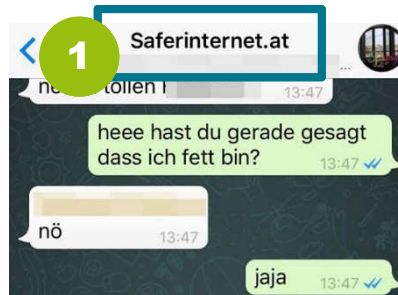 1
Saferinternet.at
...
tollen
13:47
heee hast du gerade gesagt
dass ich fett bin?
13:47
nö
13:47
jaja
13:47